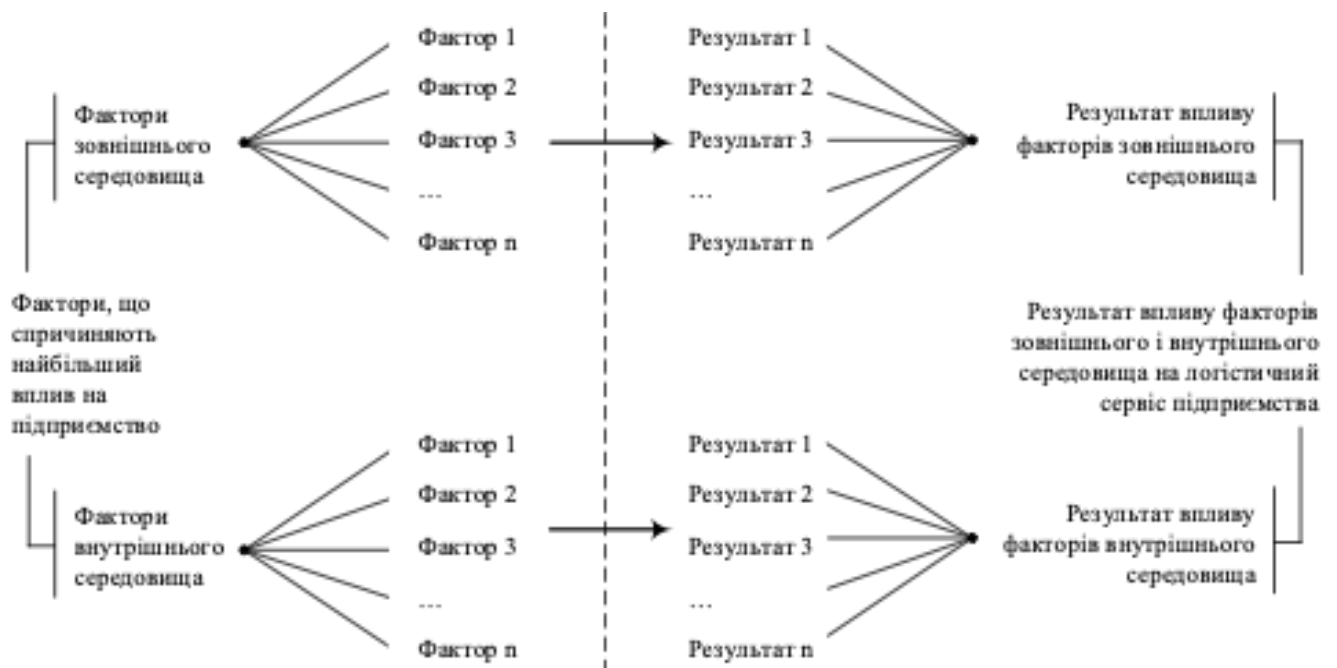 Фактор 1
Фактор 2
Фактори
зовнішнього
середовища
Фактор 3
...
Фактор n
Результат 1
Результат 2
Результат 3
...
Результат n
Результат впливу
факторів зовнішнього
середовища
Фактори, що
спричиняють
найбільший
вплив на
підприємство
Результат впливу факторів
зовнішнього і внутрішнього
середовища на логістичний
сервіс підприємства
Фактор 1
Фактор 2
Фактори
внутрішнього
середовища
Фактор 3
...
Фактор n
Результат 1
Результат 2
Результат 3
...
Результат n
Результат впливу
факторів внутрішнього
середовища